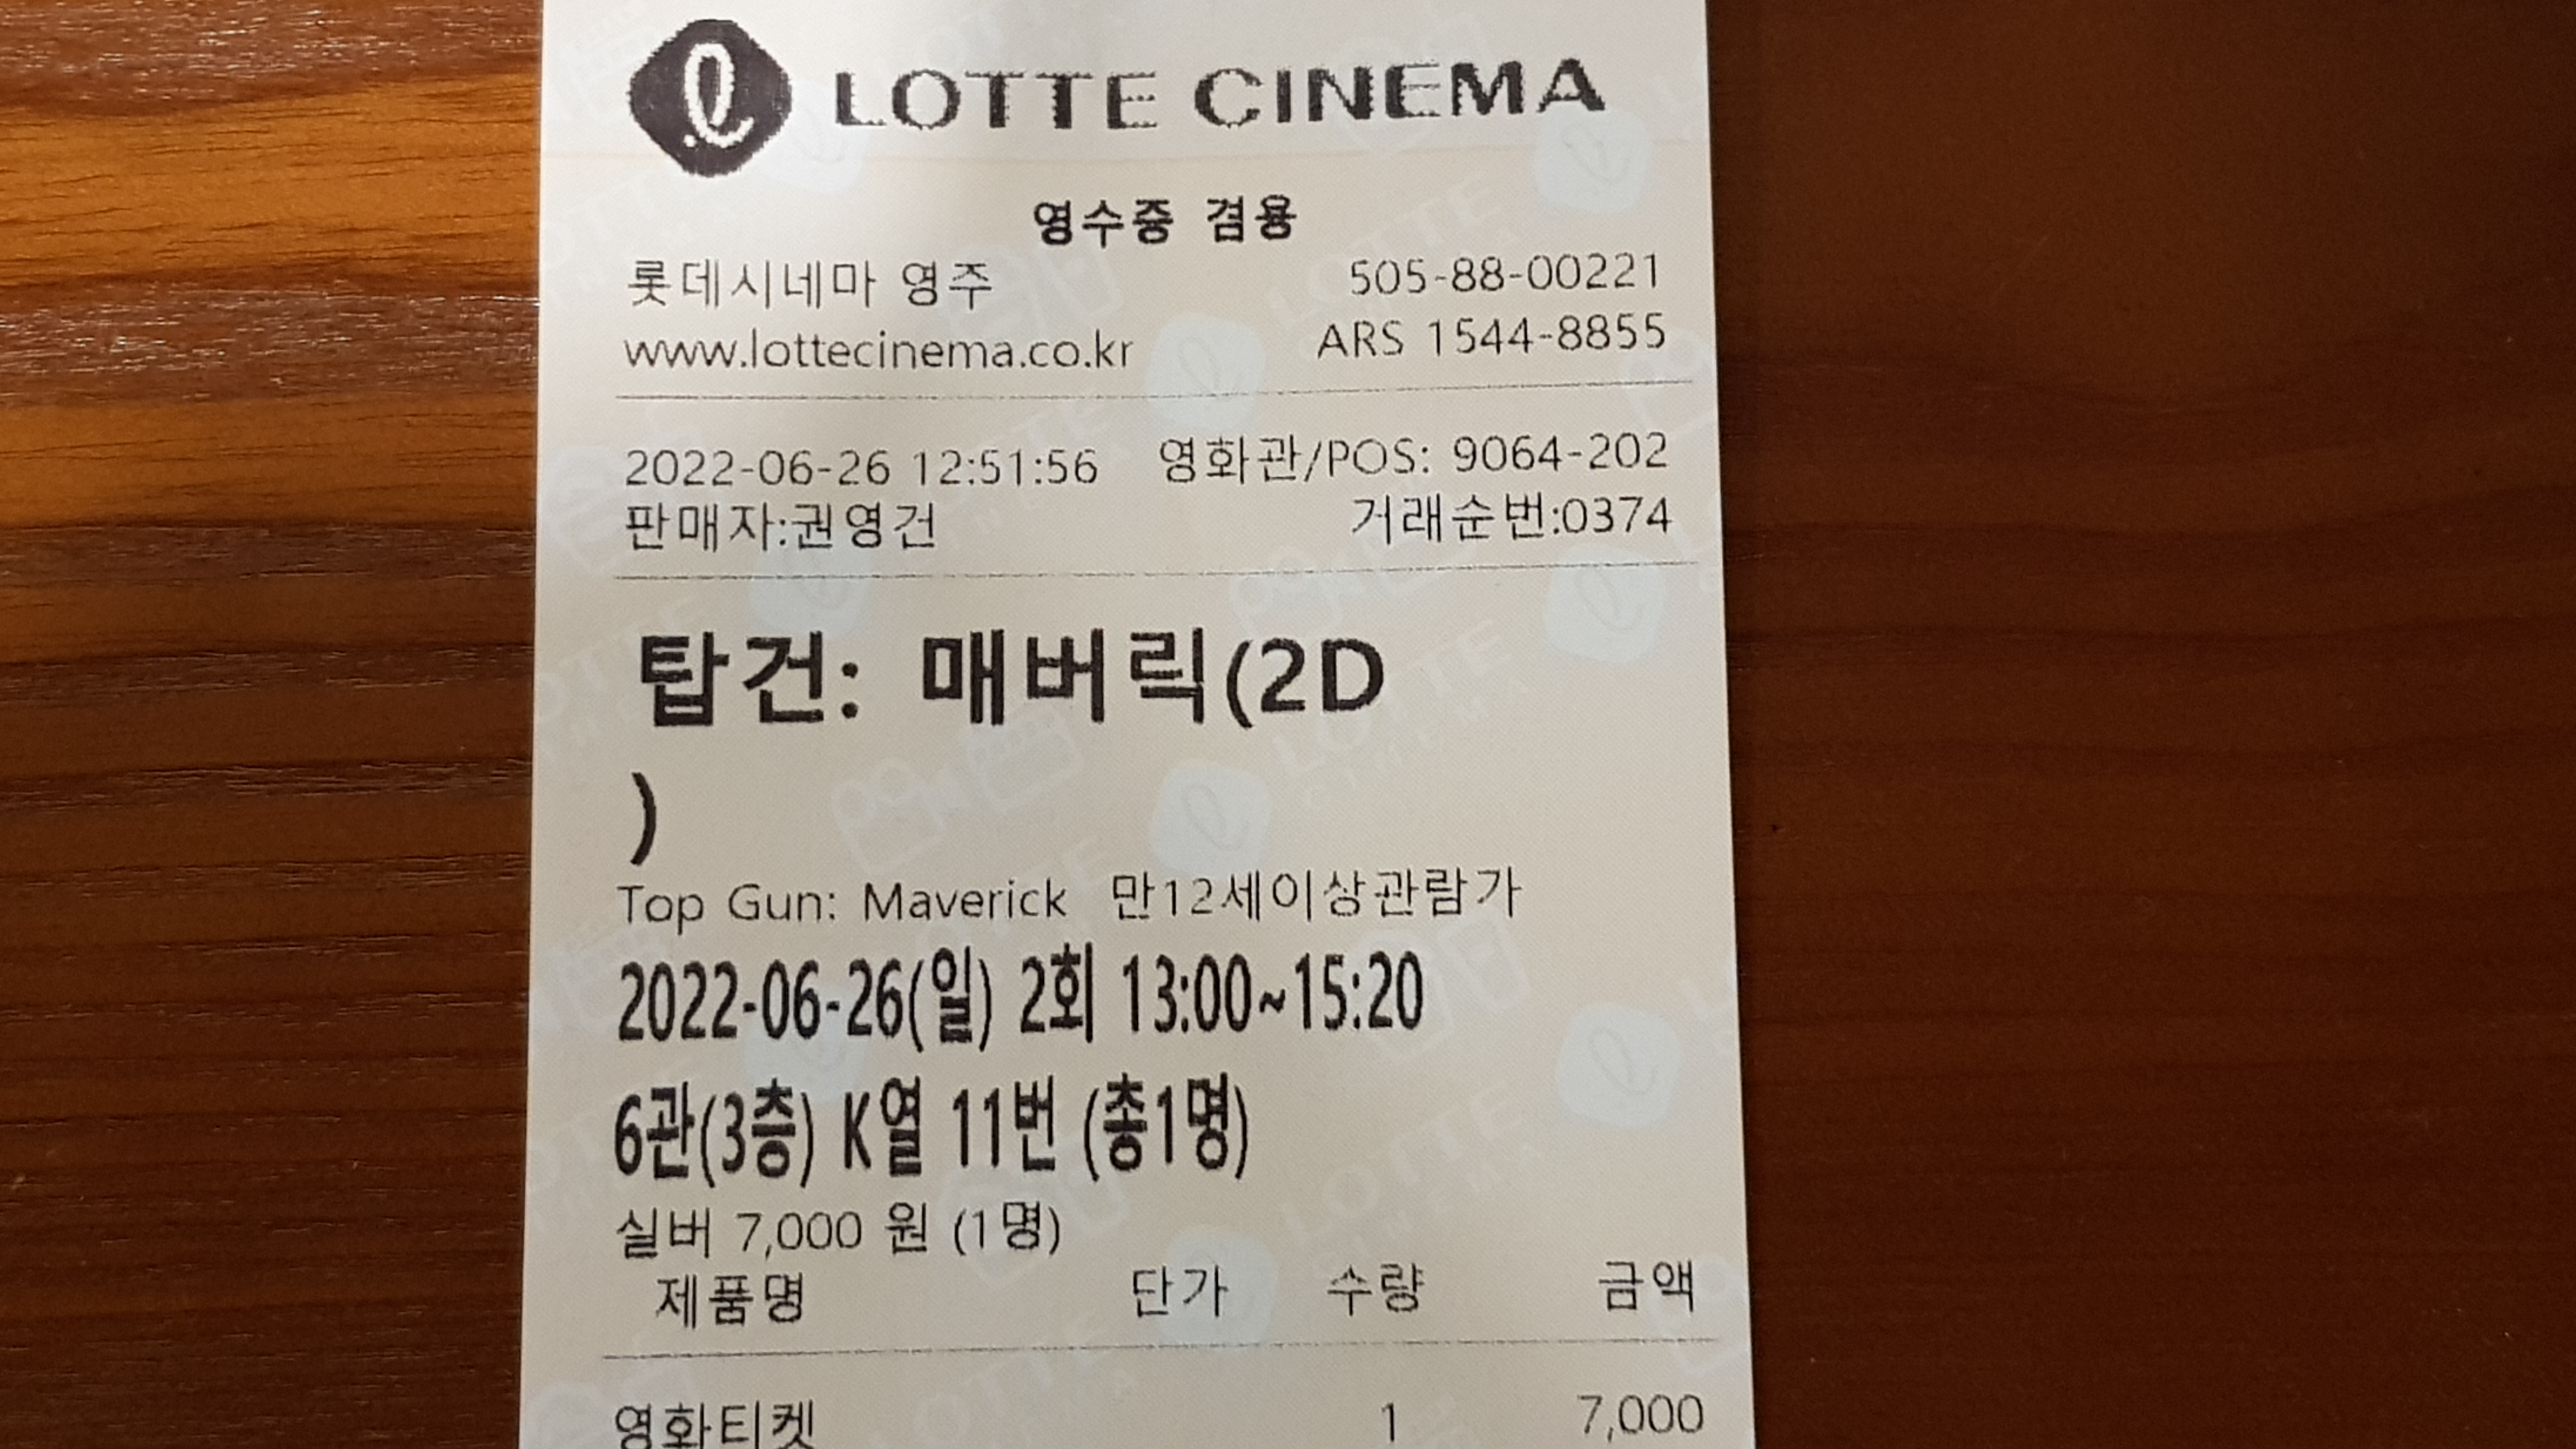 LOTTE CINEMA
영수증 겸용
롯데시네마 영주 505-88-00221
www.lottecinema.co.kr ARS 1544-8855
2022-06-26 12:51:56 영화관/POS: 9064-202
판매자:권영건 거래순번:0374
탑건: 매버릭(2D
)
Top Gun: Maverick 만12세이상관람가
2022-06-26(일) 2회 13:00~15:20
6관(3층) K열 11번 (총1명)
실버 7,000 원 (1명)
제품명 단가 수량 금액
영화티켓 1 7,000